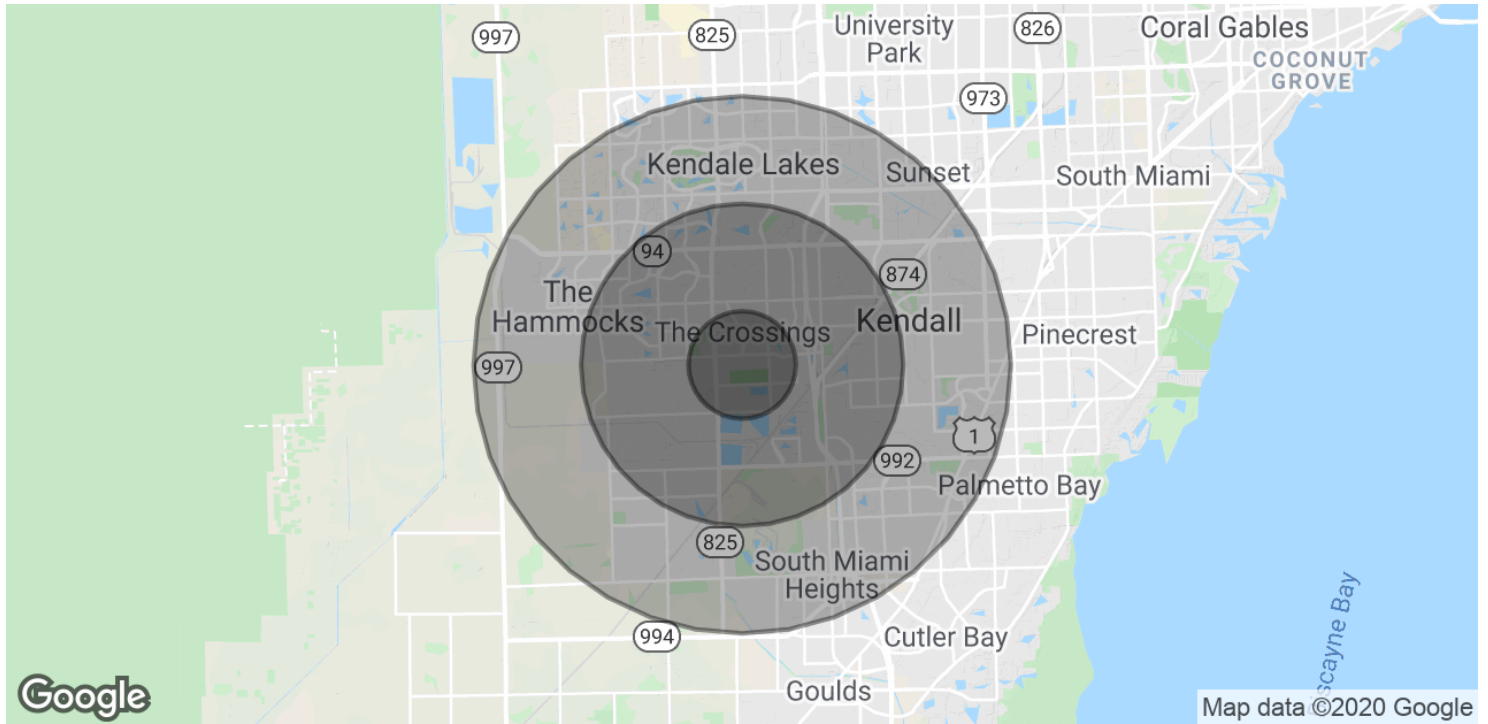 997
825
University
Park
826
Coral Gables
COCONUT
GROVE
973
Kendale Lakes
Sunset
South Miami
94
874
The
Hammocks
The Crossings
Kendall
Pinecrest
997
1
992
Palmetto Bay
825
South Miami
Heights
994
Cutler Bay
Goulds
Bay
Google
Map data ©2020 Google